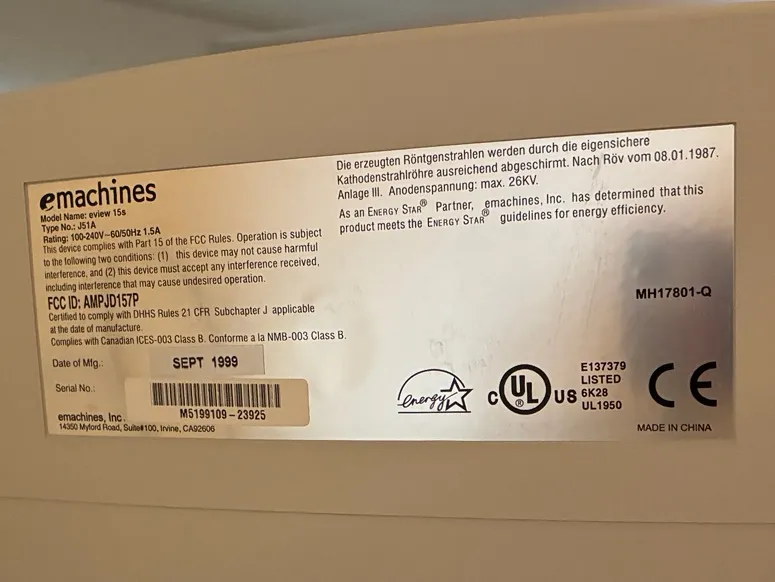 emachines
Model Name: eview 15s
Type No.: J51A
Rating: 100-240V~60/50Hz 1.5A
This device complies with Part 15 of the FCC Rules. Operation is subject
to the following two conditions: (1) this device may not cause harmful
interference, and (2) this device must accept any interference received,
including interference that may cause undesired operation.
FCC ID: AMPJD157P
Certified to comply with DHHS Rules 21 CFR Subchapter J applicable
at the date of manufacture.
Complies with Canadian ICES-003 Class B. Conforme a la NMB-003 Class B.
Date of Mfg.: SEPT 1999
Serial No.:
M5199109-23925
emachines, Inc.
14350 Myford Road, Suite#100, Irvine, CA92606
Die erzeugten Röntgenstrahlen werden durch die eigensichere
Kathodenstrahlröhre ausreichend abgeschirmt. Nach Röv vom 08.01.1987.
Anlage III. Anodenspannung: max. 26KV.
As an ENERGY STAR® Partner, emachines, Inc. has determined that this
product meets the ENERGY STAR® guidelines for energy efficiency.
MH17801-Q
energy
C UL ® US
E137379
LISTED
6K28
UL1950
CE
MADE IN CHINA